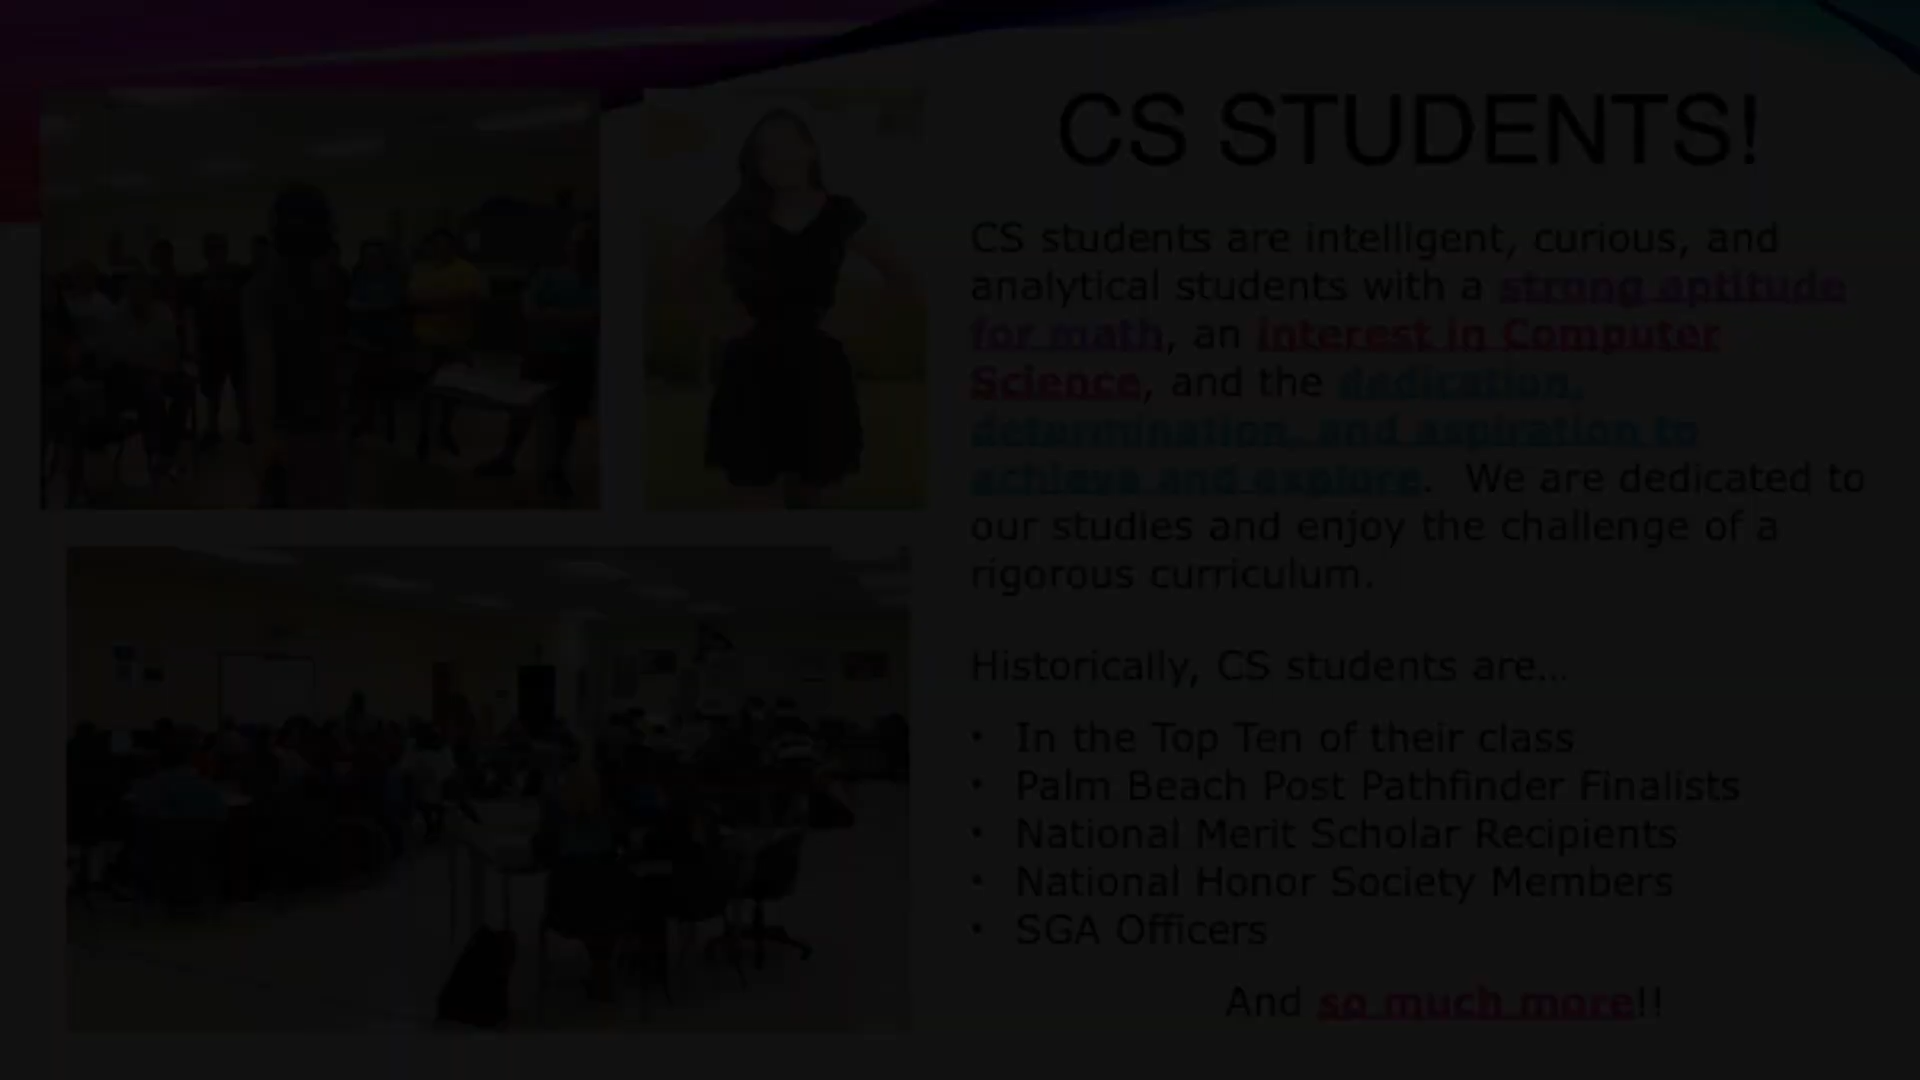 CS STUDENTS!
CS students are intelligent, curious, and
analytical students with a strong aptitude
for math, an interest in Computer
Science, and the dedication,
determination, and aspiration to
achieve and explore. We are dedicated to
our studies and enjoy the challenge of a
rigorous curriculum.
Historically, CS students are...
• In the Top Ten of their class
• Palm Beach Post Pathfinder Finalists
• National Merit Scholar Recipients
• National Honor Society Members
• SGA Officers
And so much more!!